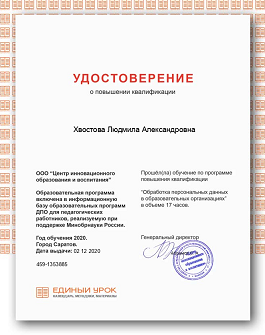 УДОСТОВЕРЕНИЕ
о повышении квалификации
Хвостова Людмила Александровна
ООО "Центр инновационного
образования и воспитания"
Образовательная программа
включена в информационную
базу образовательных программ
ДПО для педагогических
работников, реализуемую при
поддержке Минобрнауки России.
Год обучения 2020.
Город Саратов.
Дата выдачи: 02 12 2020
459-1353885
Прошел(ла) обучение по программе
повышения квалификации
"Обработка персональных данных
в образовательных организациях"
в объеме 17 часов.
Генеральный директор
ЕДИНЫЙ УРОК
КАЛЕНДАРЬ, МЕТОДИКИ, МАТЕРИАЛЫ